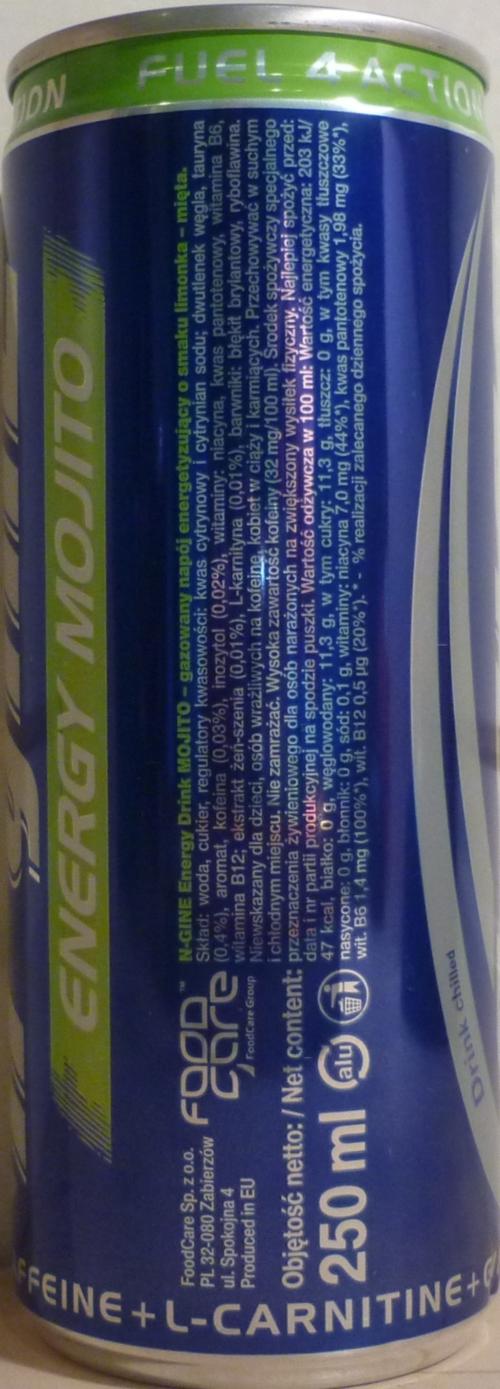 FUEL 4 ACTION
ENERGY MOJITO
N-GINE Energy Drink MOJITO – gazowany napój energetyzujący o smaku limonka – mięta.
Skład: woda, cukier, regulatory kwasowości: kwas cytrynowy i cytrynian sodu; dwutlenek węgla, tauryna
(0,4%), aromat, kofeina (0,03%), inozytol (0,02%), witaminy: niacyna, kwas pantotenowy, witamina B6,
witamina B12; ekstrakt żeń-szenia (0,01%), L-karnityna (0,01%), barwniki: błękit brylantowy, ryboflawina.
Niewskazany dla dzieci, osób wrażliwych na kofeinę, kobiet w ciąży i karmiących. Przechowywać w suchym
i chłodnym miejscu. Nie zamrażać. Wysoka zawartość kofeiny (32 mg/100 ml). Środek spożywczy specjalnego
przeznaczenia żywieniowego dla osób narażonych na zwiększony wysiłek fizyczny. Najlepiej spożyć przed:
data i nr partii produkcyjnej na spodzie puszki. Wartość odżywcza w 100 ml: Wartość energetyczna: 203 kJ/
47 kcal, białko: 0 g, węglowodany: 11,3 g, w tym cukry: 11,3 g, tłuszcz: 0 g, w tym kwasy tłuszczowe
nasycone: 0 g, błonnik: 0 g, sód: 0,1 g, witaminy: niacyna 7,0 mg (44%*), kwas pantotenowy 1,98 mg (33%*),
wit. B6 1,4 mg (100%*), wit. B12 0,5 µg (20%*). * - % realizacji zalecanego dziennego spożycia.
FOOD
care™
FoodCare Group
FoodCare Sp. z o.o.
PL 32-080 Zabierzów
ul. Spokojna 4
Produced in EU
Objętość netto: / Net content:
250 ml
alu
Drink chilled
FFEINE + L-CARNITINE +